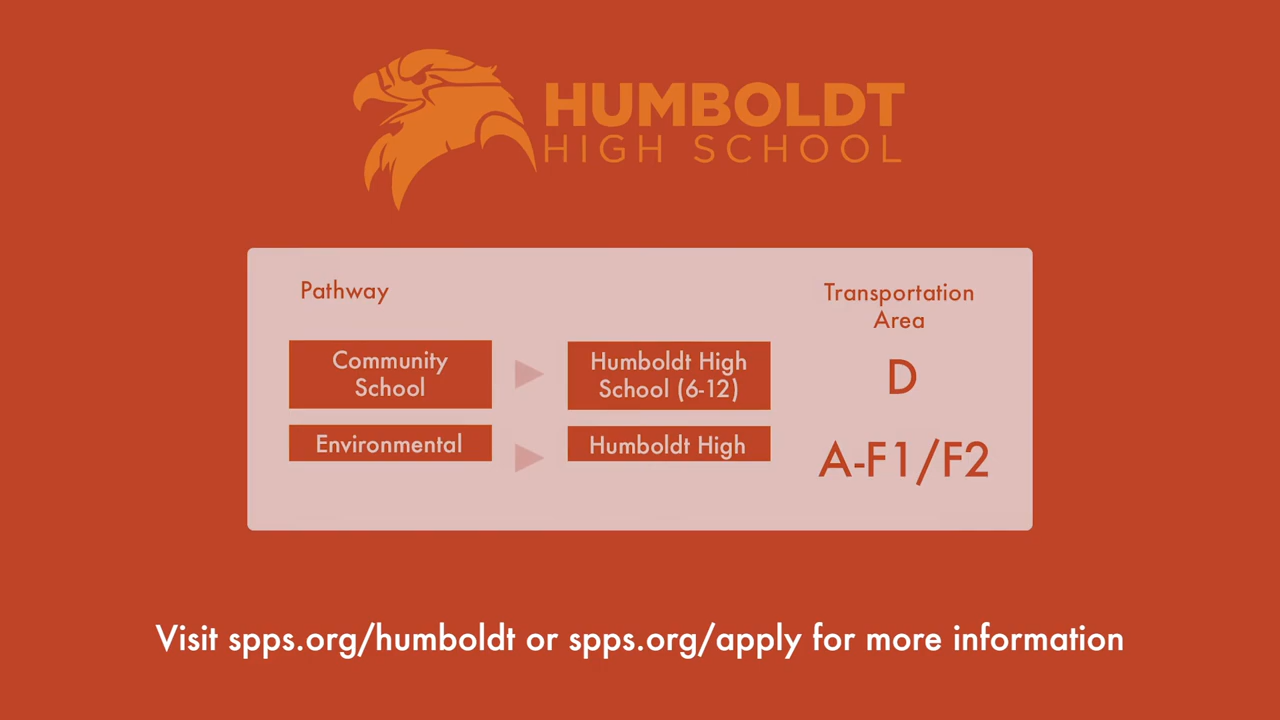 HUMBOLDT
HIGH SCHOOL
Pathway
Transportation
Area
Community
School
Humboldt High
School (6-12)
D
Environmental
Humboldt High
A-F1/F2
Visit spps.org/humboldt or spps.org/apply for more information